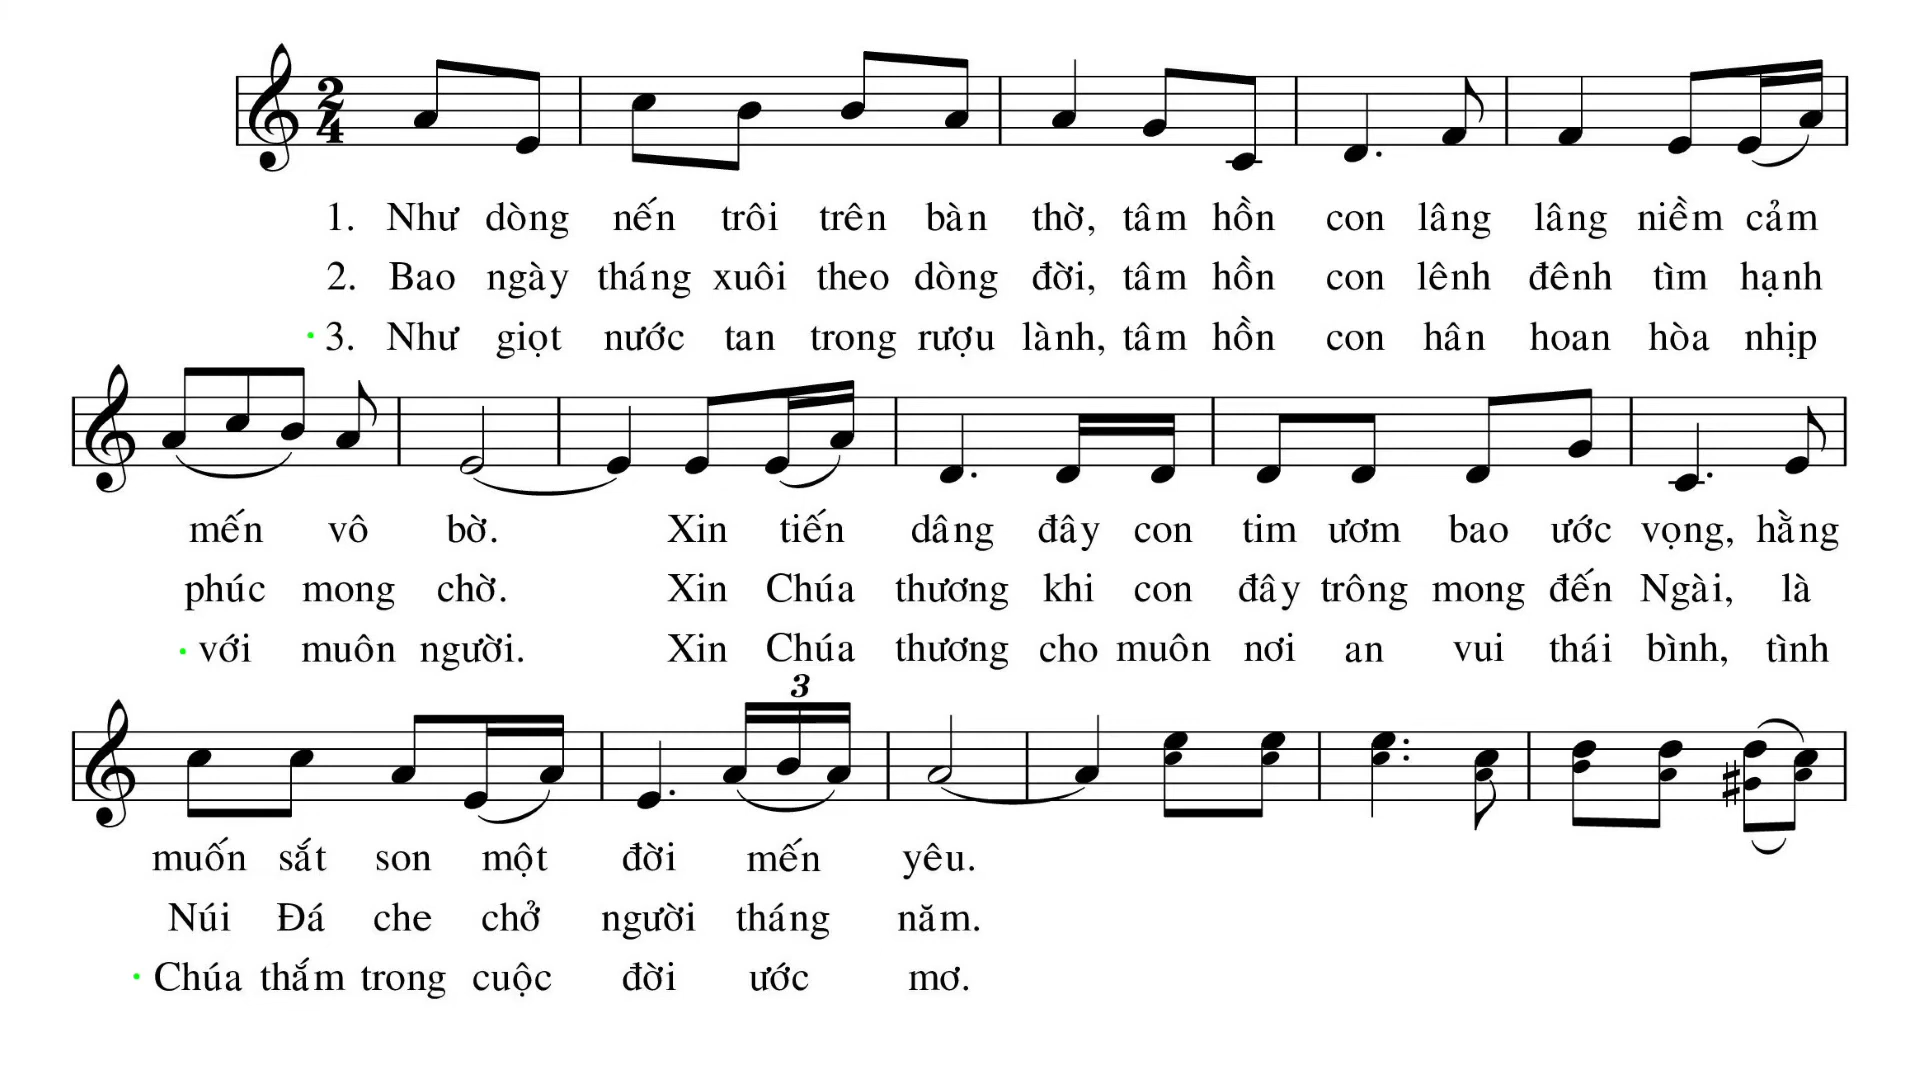 2
4
1. Như dòng nến trôi trên bàn thờ, tâm hồn con lâng lâng niềm cảm
2. Bao ngày tháng xuôi theo dòng đời, tâm hồn con lênh đênh tìm hạnh
3. Như giọt nước tan trong rượu lành, tâm hồn con hân hoan hòa nhịp
mến vô bờ. Xin tiến dâng đây con tim ươm bao ước vọng, hằng
phúc mong chờ. Xin Chúa thương khi con đây trông mong đến Ngài, là
với muôn người. Xin Chúa thương cho muôn nơi an vui thái bình, tình
3
muốn sắt son một đời mến yêu.
Núi Đá che chở người tháng năm.
Chúa thắm trong cuộc đời ước mơ.